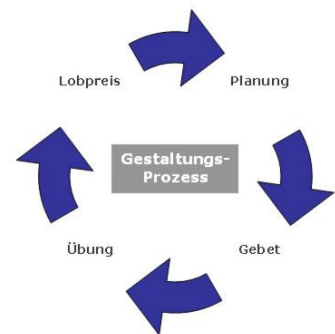 Lobpreis
Planung
Gestaltungs-
Prozess
Übung
Gebet